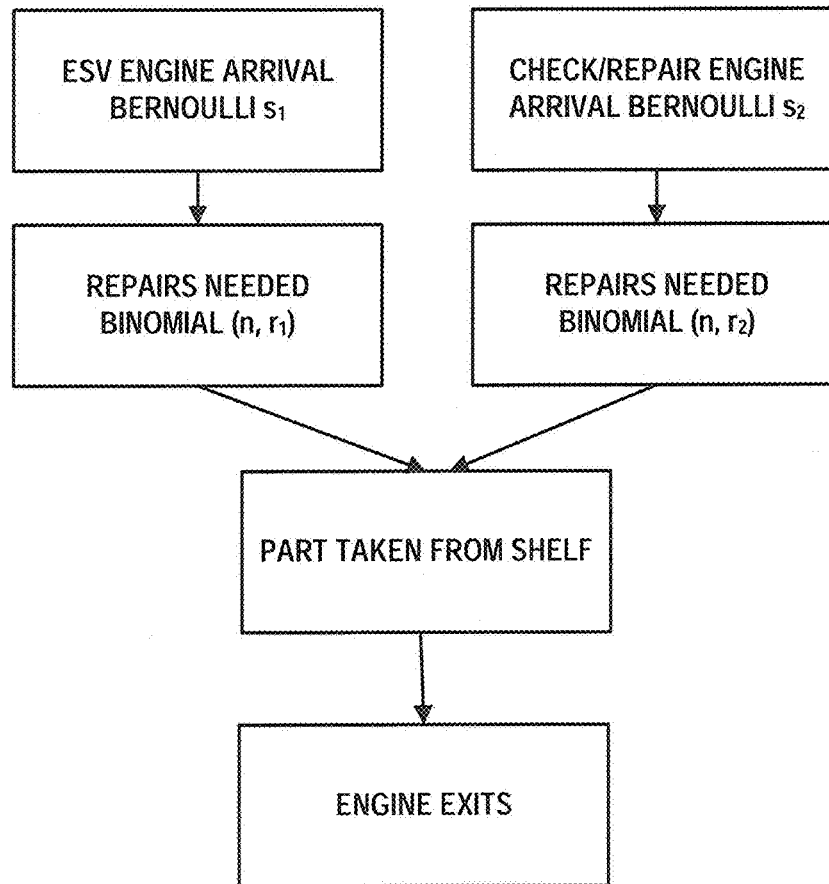 ESV ENGINE ARRIVAL
BERNOULLI s₁
CHECK/REPAIR ENGINE
ARRIVAL BERNOULLI s₂
REPAIRS NEEDED
BINOMIAL (n, r₁)
REPAIRS NEEDED
BINOMIAL (n, r₂)
PART TAKEN FROM SHELF
ENGINE EXITS